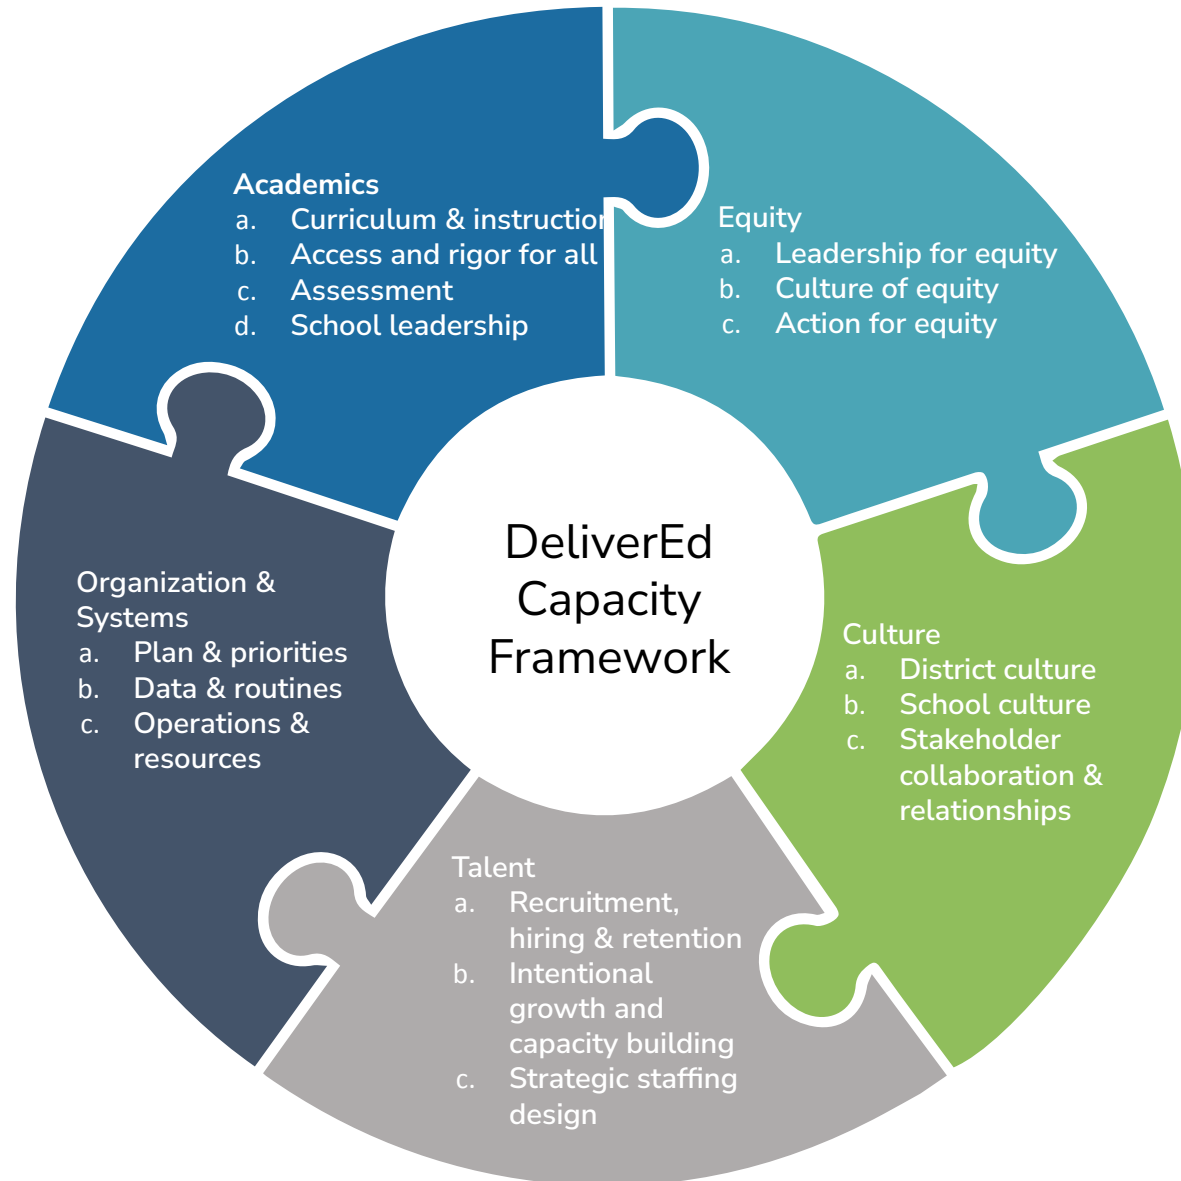 Academics
a. Curriculum & instruction
b. Access and rigor for all
c. Assessment
d. School leadership
Equity
a. Leadership for equity
b. Culture of equity
c. Action for equity
DeliverEd
Capacity
Framework
Organization &
Systems
a. Plan & priorities
b. Data & routines
c. Operations &
resources
Culture
a. District culture
b. School culture
c. Stakeholder
collaboration &
relationships
Talent
a. Recruitment,
hiring & retention
b. Intentional
growth and
capacity building
c. Strategic staffing
design